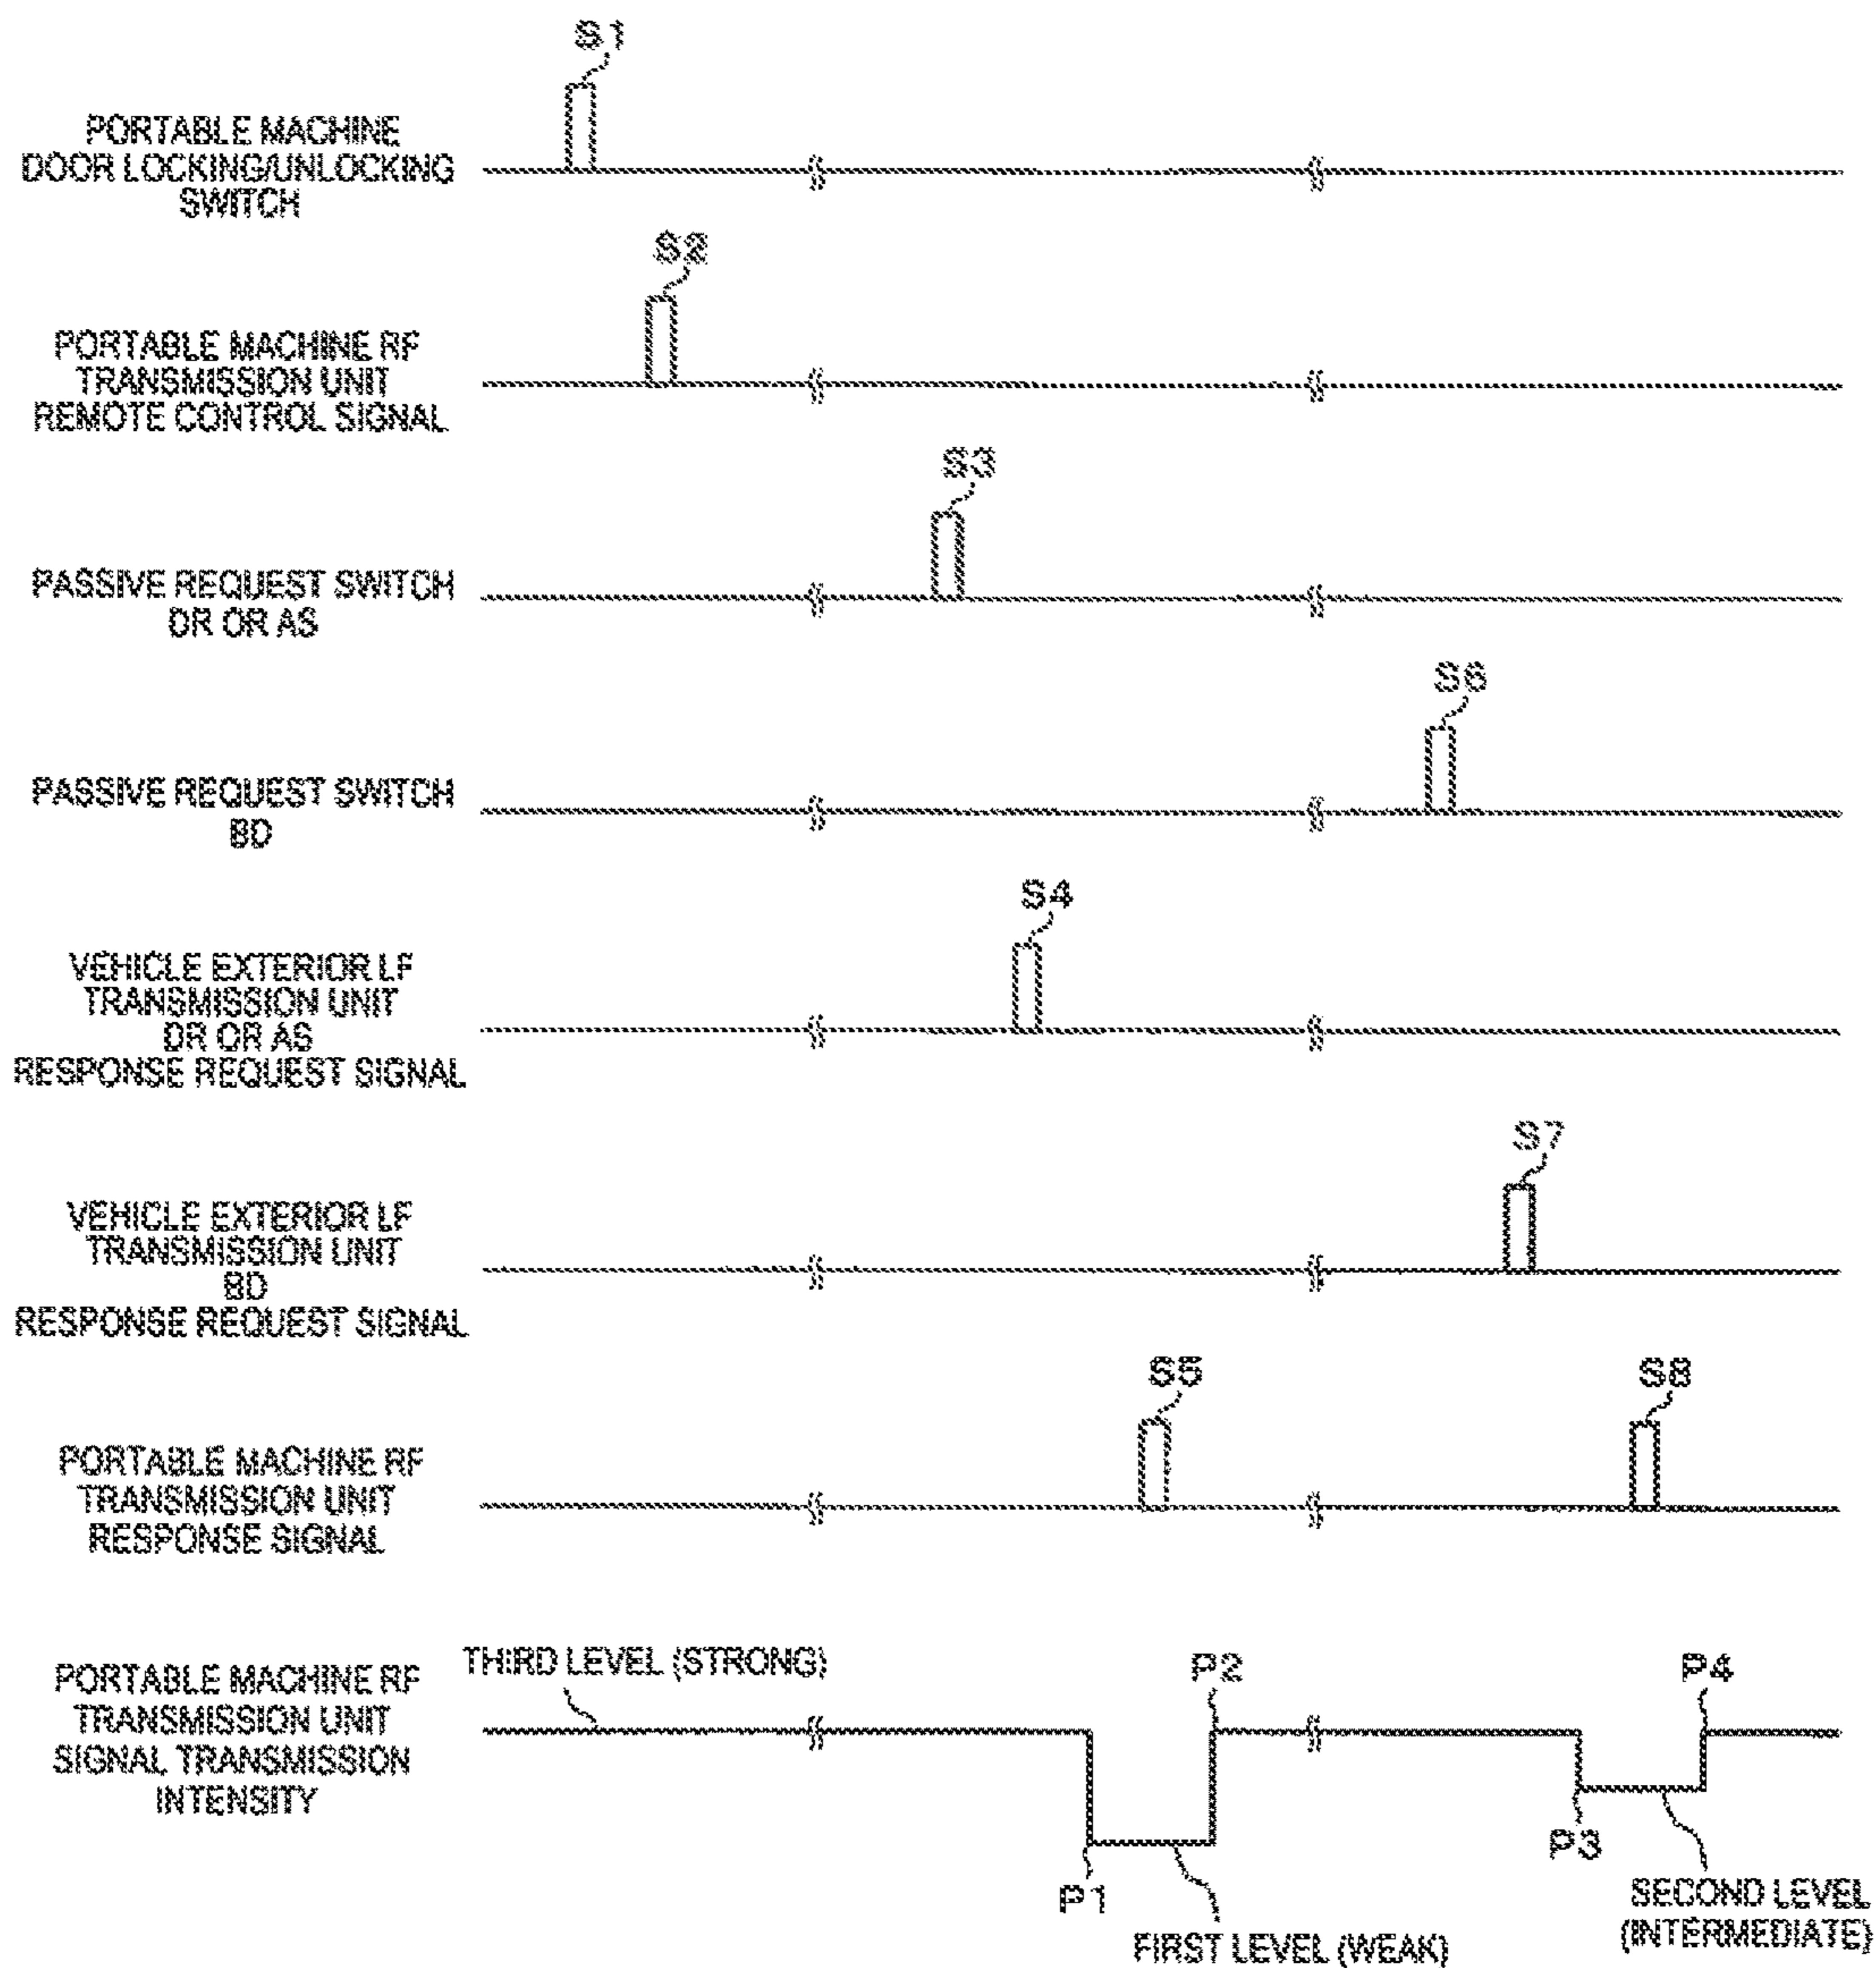 S1
PORTABLE MACHINE
DOOR LOCKING/UNLOCKING
SWITCH
S2
PORTABLE MACHINE RF
TRANSMISSION UNIT
REMOTE CONTROL SIGNAL
S3
PASSIVE REQUEST SWITCH
DR OR AS
S6
PASSIVE REQUEST SWITCH
BD
S4
VEHICLE EXTERIOR LF
TRANSMISSION UNIT
DR OR AS
RESPONSE REQUEST SIGNAL
S7
VEHICLE EXTERIOR LF
TRANSMISSION UNIT
BD
RESPONSE REQUEST SIGNAL
S5
S8
PORTABLE MACHINE RF
TRANSMISSION UNIT
RESPONSE SIGNAL
THIRD LEVEL (STRONG)
P2
P4
PORTABLE MACHINE RF
TRANSMISSION UNIT
SIGNAL TRANSMISSION
INTENSITY
P3
P1
SECOND LEVEL
(INTERMEDIATE)
FIRST LEVEL (WEAK)